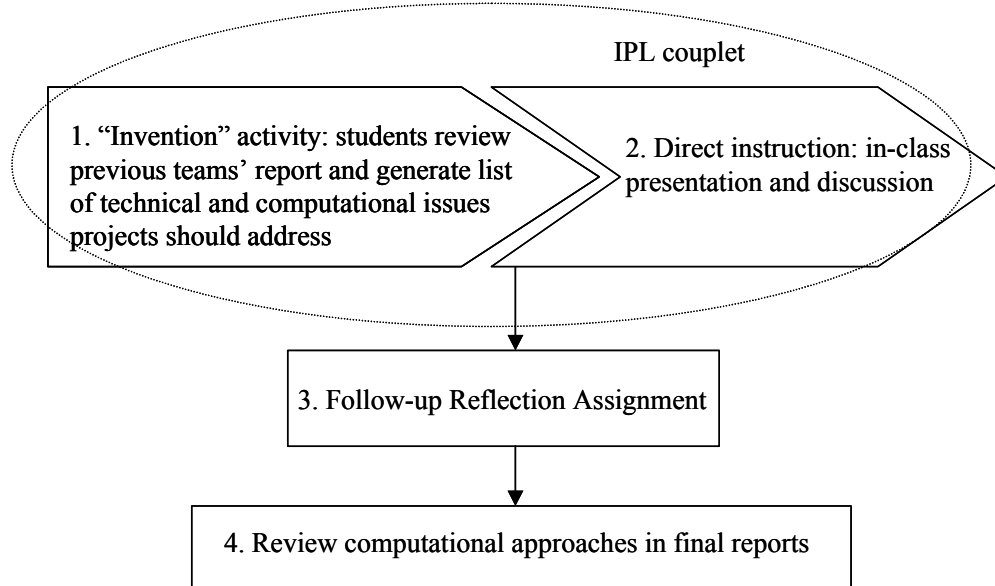 IPL couplet
1. “Invention” activity: students review
previous teams’ report and generate list
of technical and computational issues
projects should address
2. Direct instruction: in-class
presentation and discussion
3. Follow-up Reflection Assignment
4. Review computational approaches in final reports